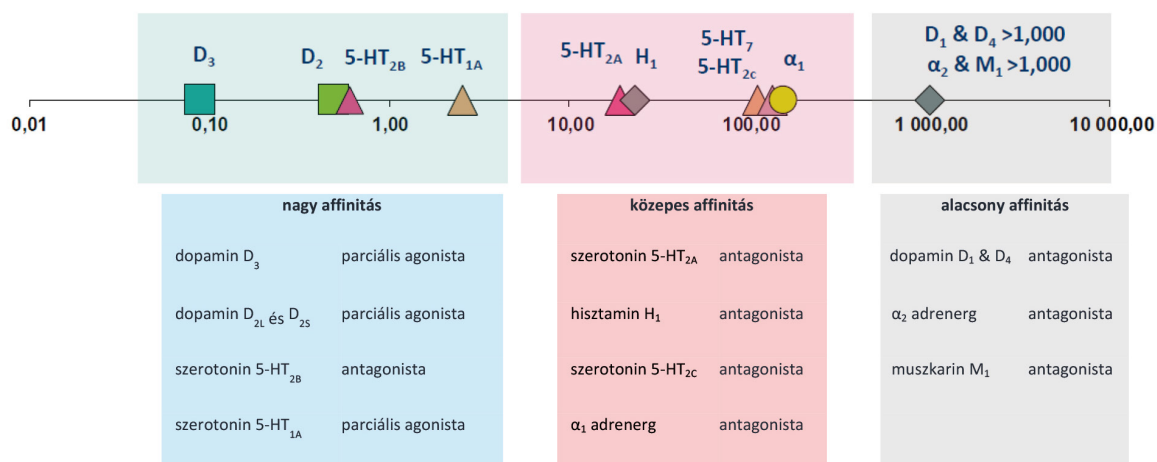 D₃ D₂ 5-HT₂B 5-HT₁A 5-HT₂A H₁ 5-HT₇ 5-HT₂c α₁ D₁ & D₄ >1,000
α₂ & M₁ >1,000
0,01 0,10 1,00 10,00 100,00 1 000,00 10 000,00
nagy affinitás
dopamin D₃ parciális agonista
dopamin D₂L és D₂S parciális agonista
szerotonin 5-HT₂B antagonista
szerotonin 5-HT₁A parciális agonista
közepes affinitás
szerotonin 5-HT₂A antagonista
hisztamin H₁ antagonista
szerotonin 5-HT₂C antagonista
α₁ adrenerg antagonista
alacsony affinitás
dopamin D₁ & D₄ antagonista
α₂ adrenerg antagonista
muszkarin M₁ antagonista